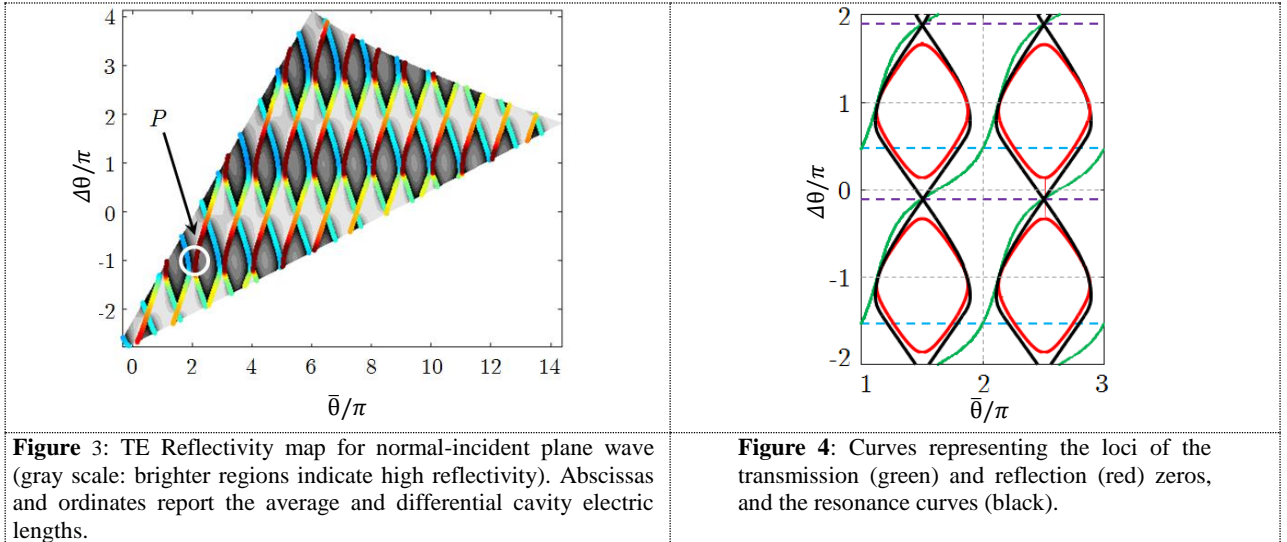 4
3
2
1
0
-1
-2
Δθ/π
P
0
2
4
6
8
10
12
14
θ̄/π
2
1
0
-1
-2
Δθ/π
1
2
3
θ̄/π
Figure 3: TE Reflectivity map for normal-incident plane wave
(gray scale: brighter regions indicate high reflectivity). Abscissas
and ordinates report the average and differential cavity electric
lengths.
Figure 4: Curves representing the loci of the
transmission (green) and reflection (red) zeros,
and the resonance curves (black).